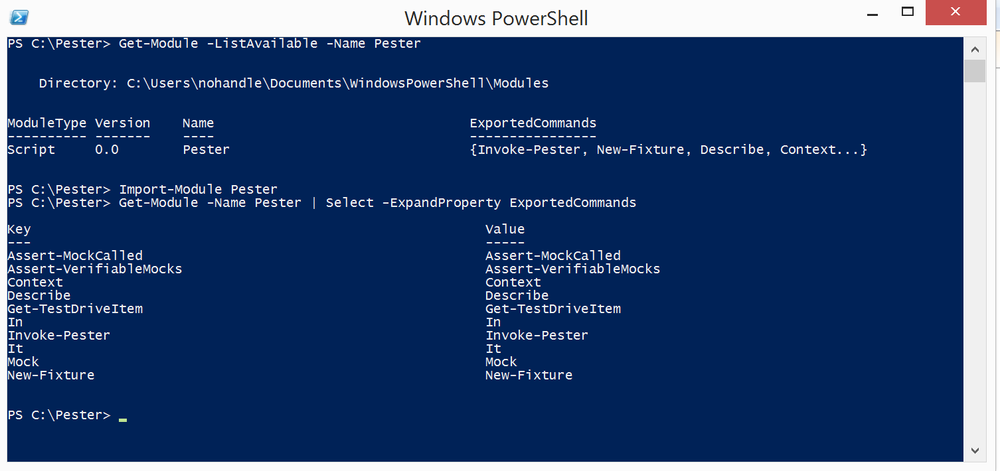 Windows PowerShell
PS C:\Pester> Get-Module -ListAvailable -Name Pester
Directory: C:\Users\nohandle\Documents\WindowsPowerShell\Modules
ModuleType Version    Name                                ExportedCommands
---------- -------    ----                                ----------------
Script     0.0        Pester                              {Invoke-Pester, New-Fixture, Describe, Context...}
PS C:\Pester> Import-Module Pester
PS C:\Pester> Get-Module -Name Pester | Select -ExpandProperty ExportedCommands
Key                                                         Value
---                                                         -----
Assert-MockCalled                                           Assert-MockCalled
Assert-VerifiableMocks                                      Assert-VerifiableMocks
Context                                                     Context
Describe                                                    Describe
Get-TestDriveItem                                           Get-TestDriveItem
In                                                          In
Invoke-Pester                                               Invoke-Pester
It                                                          It
Mock                                                        Mock
New-Fixture                                                 New-Fixture
PS C:\Pester>